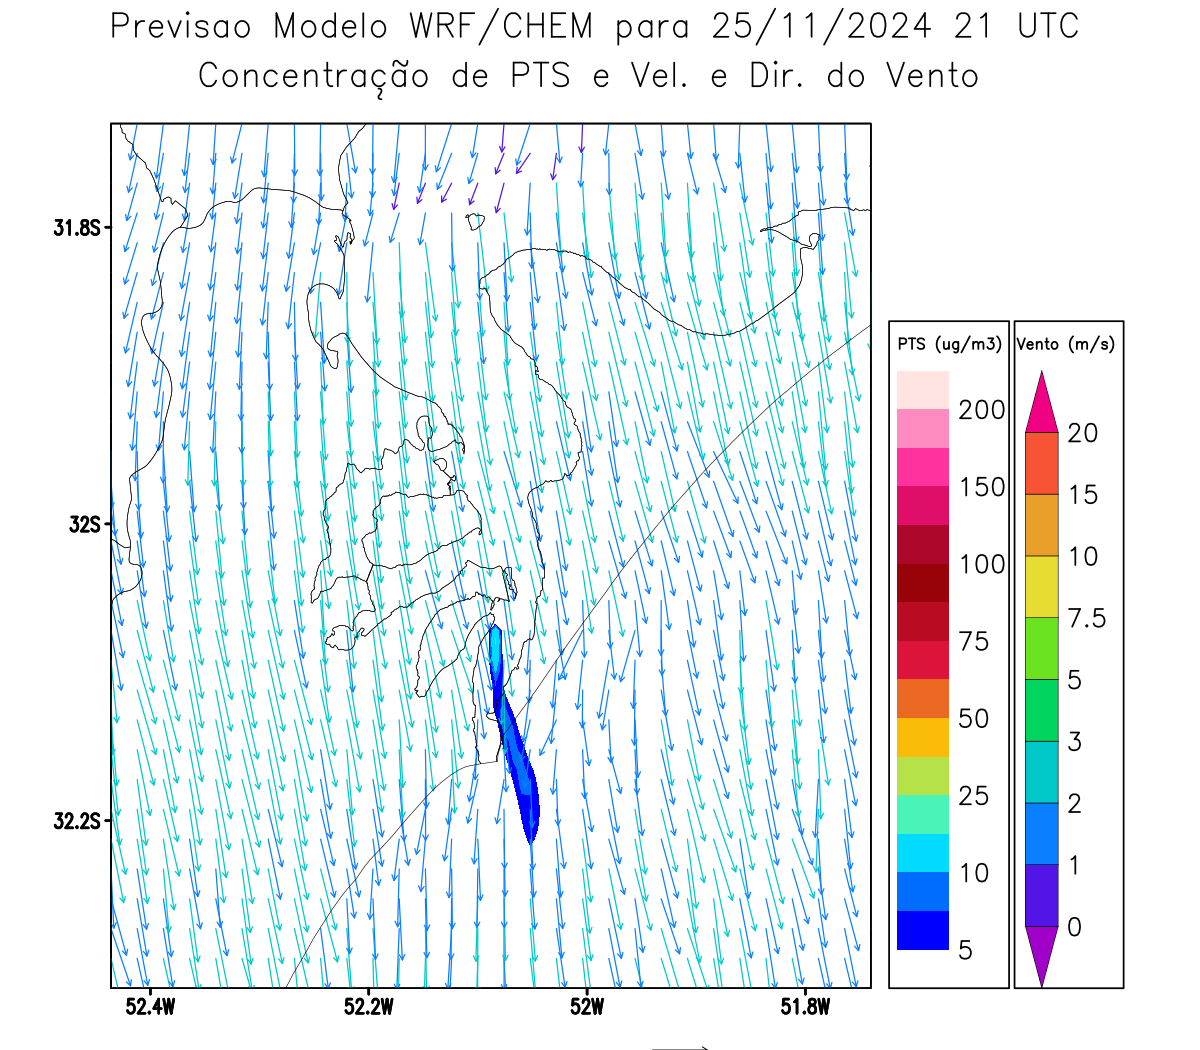 Previsao Modelo WRF/CHEM para 25/11/2024 21 UTC
Concentração de PTS e Vel. e Dir. do Vento
31.8S
32S
32.2S
52.4W
52.2W
52W
51.8W
PTS (ug/m3)
200
150
100
75
50
25
10
5
Vento (m/s)
20
15
10
7.5
5
3
2
1
0